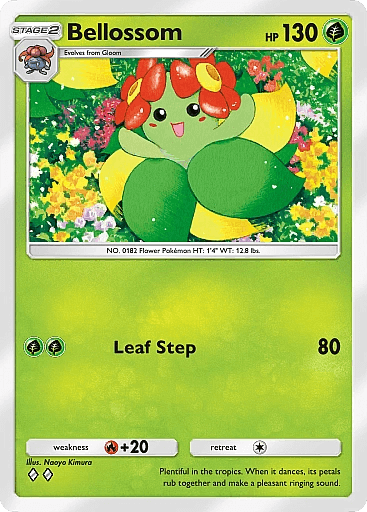 STAGE2 Bellossom HP 130
Evolves from Gloom
NO. 0182 Flower Pokémon HT: 1'4" WT: 12.8 lbs.
Leaf Step 80
weakness +20 retreat
Illus. Naoyo Kimura
Plentiful in the tropics. When it dances, its petals
rub together and make a pleasant ringing sound.